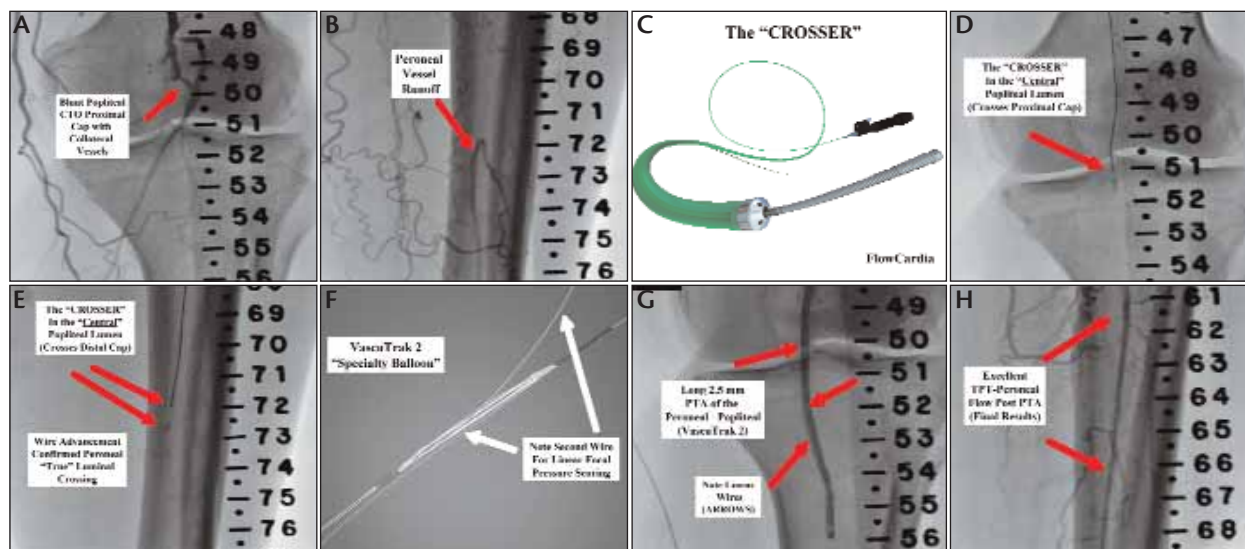 A
48
49
50
51
52
53
54
55
56
Blunt Popliteal
CTO Proximal
Cap with
Collateral
Vessels
B
68
69
70
71
72
73
74
75
76
Peroneal
Vessel
Runoff
C
The "CROSSER"
FlowCardia
D
47
48
49
50
51
52
53
54
The "CROSSER"
In the "Central"
Popliteal Lumen
(Crosses Proximal Cap)
E
69
70
71
72
73
74
75
76
The "CROSSER"
In the "Central"
Popliteal Lumen
(Crosses Distal Cap)
Wire Advancement
Confirmed Peroneal
"True" Luminal
Crossing
F
VascuTrak 2
"Specialty Balloon"
Note Second Wire
For Linear Focal
Pressure Scoring
G
49
50
51
52
53
54
55
56
Long 2.5 mm
PTA of the
Peroneal Popliteal
(VascuTrak 2)
Wires
(ARROWS)
H
61
62
63
64
65
66
67
68
Excellent
TPT-Peroneal
Flow Post PTA
(Final Results)